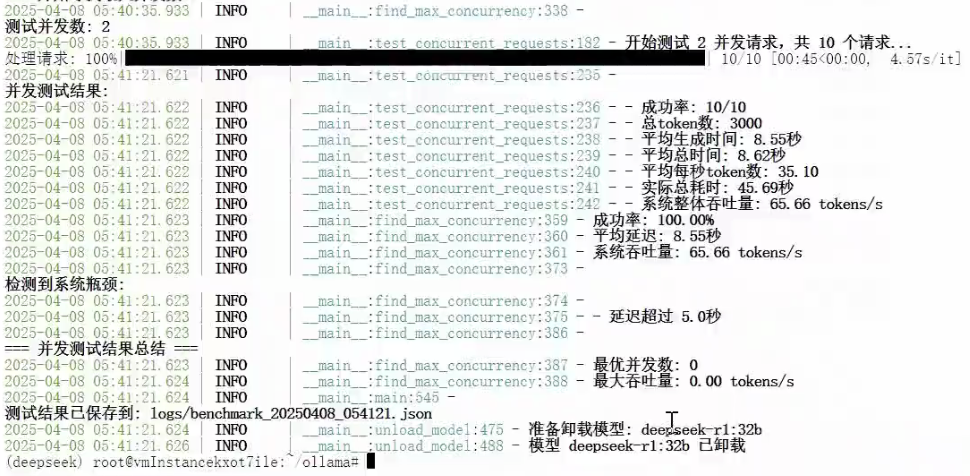 2025-04-08 05:40:35.933 | INFO | __main__:find_max_concurrency:338 -
测试并发数: 2
2025-04-08 05:40:35.933 | INFO | __main__:test_concurrent_requests:182 - 开始测试 2 并发请求，共 10 个请求...
处理请求: 100%| | 10/10 [00:45<00:00, 4.57s/it]
2025-04-08 05:41:21.621 | INFO | __main__:test_concurrent_requests:235 -
并发测试结果:
2025-04-08 05:41:21.622 | INFO | __main__:test_concurrent_requests:236 - - 成功率: 10/10
2025-04-08 05:41:21.622 | INFO | __main__:test_concurrent_requests:237 - - 总token数: 3000
2025-04-08 05:41:21.622 | INFO | __main__:test_concurrent_requests:238 - - 平均生成时间: 8.55秒
2025-04-08 05:41:21.622 | INFO | __main__:test_concurrent_requests:239 - - 平均总时间: 8.62秒
2025-04-08 05:41:21.622 | INFO | __main__:test_concurrent_requests:240 - - 平均每秒token数: 35.10
2025-04-08 05:41:21.622 | INFO | __main__:test_concurrent_requests:241 - - 实际总耗时: 45.69秒
2025-04-08 05:41:21.622 | INFO | __main__:test_concurrent_requests:242 - - 系统整体吞吐量: 65.66 tokens/s
2025-04-08 05:41:21.623 | INFO | __main__:find_max_concurrency:359 - 成功率: 100.00%
2025-04-08 05:41:21.623 | INFO | __main__:find_max_concurrency:360 - 平均延迟: 8.55秒
2025-04-08 05:41:21.623 | INFO | __main__:find_max_concurrency:361 - 系统吞吐量: 65.66 tokens/s
2025-04-08 05:41:21.623 | INFO | __main__:find_max_concurrency:373 -
检测到系统瓶颈:
2025-04-08 05:41:21.623 | INFO | __main__:find_max_concurrency:374 -
2025-04-08 05:41:21.623 | INFO | __main__:find_max_concurrency:375 - - 延迟超过 5.0秒
2025-04-08 05:41:21.623 | INFO | __main__:find_max_concurrency:386 -
=== 并发测试结果总结 ===
2025-04-08 05:41:21.623 | INFO | __main__:find_max_concurrency:387 - 最优并发数: 0
2025-04-08 05:41:21.624 | INFO | __main__:find_max_concurrency:388 - 最大吞吐量: 0.00 tokens/s
2025-04-08 05:41:21.624 | INFO | __main__:main:545 -
测试结果已保存到: logs/benchmark_20250408_054121.json
2025-04-08 05:41:21.624 | INFO | __main__:unload_model:475 - 准备卸载模型: deepseek-r1:32b
2025-04-08 05:41:21.626 | INFO | __main__:unload_model:488 - 模型 deepseek-r1:32b 已卸载
(deepseek) root@vmInstancekxot7ile:~/ollama#